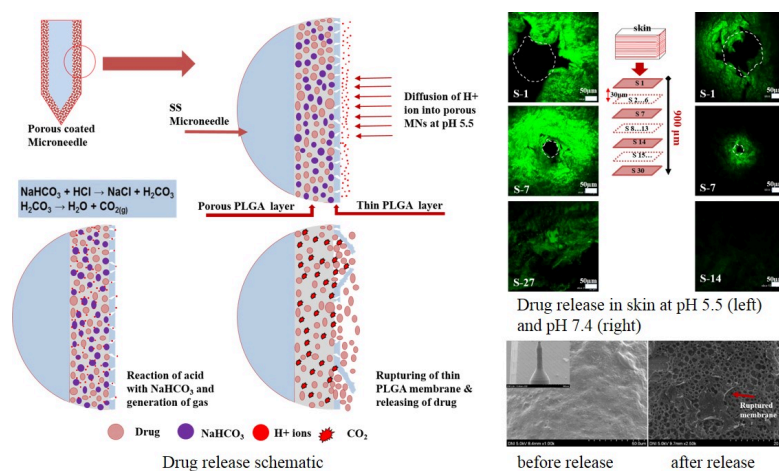 Porous coated
Microneedle
SS
Microneedle
Diffusion of H+
ion into porous
MNs at pH 5.5
NaHCO3 + HCl → NaCl + H2CO3
H2CO3 → H2O + CO2(g)
Porous PLGA layer
Thin PLGA layer
Reaction of acid
with NaHCO3 and
generation of gas
Rupturing of thin
PLGA membrane &
releasing of drug
Drug
NaHCO3
H+ ions
CO2
Drug release schematic
S-1
50μm
skin
S 1
30μm
S 2...6
S 7
S 8...13
S 14
S 15...
S 30
900 μm
S-1
50μm
S-7
50μm
S-7
50μm
S-27
50μm
S-14
50μm
Drug release in skin at pH 5.5 (left)
and pH 7.4 (right)
Ruptured
membrane
before release
after release